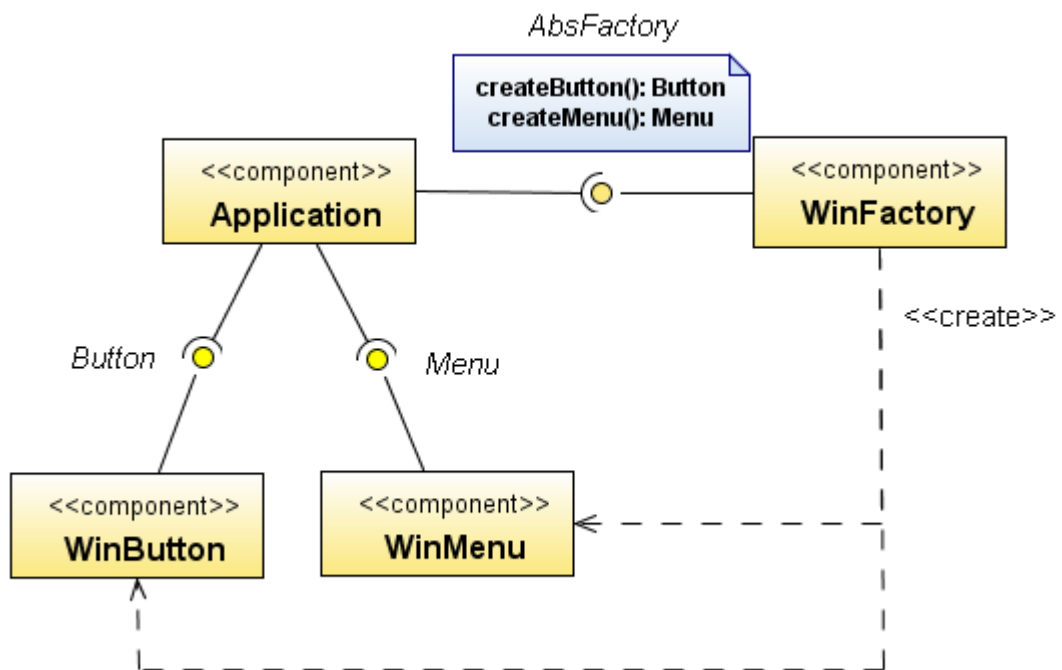 AbsFactory
createButton(): Button
createMenu(): Menu
<<component>>
Application
<<component>>
WinFactory
<<create>>
Button
Menu
<<component>>
WinButton
<<component>>
WinMenu